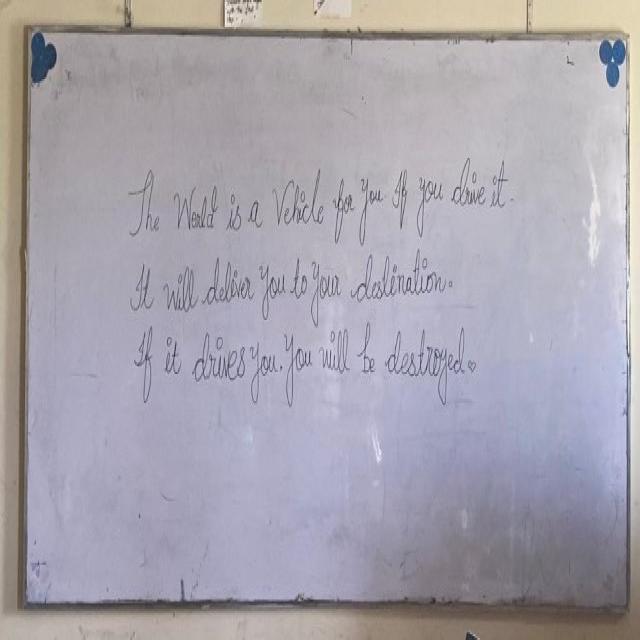 The World is a Vehicle for you If you drive it.
It will deliver you to your destination.
If it drives you. you will be destroyed.